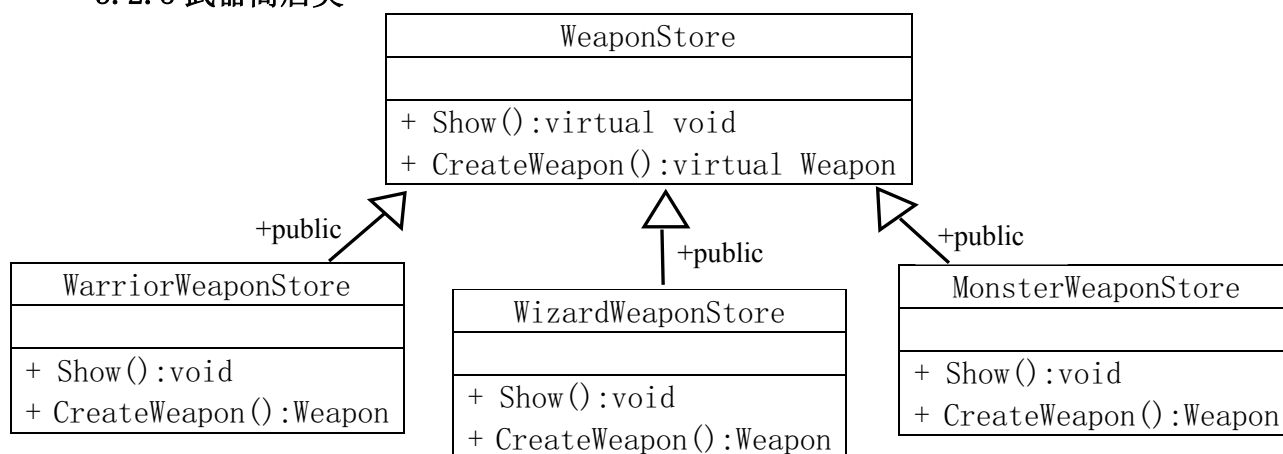 WeaponStore
+ Show():virtual void
+ CreateWeapon():virtual Weapon
+public
+public
+public
WarriorWeaponStore
+ Show():void
+ CreateWeapon():Weapon
WizardWeaponStore
+ Show():void
+ CreateWeapon():Weapon
MonsterWeaponStore
+ Show():void
+ CreateWeapon():Weapon